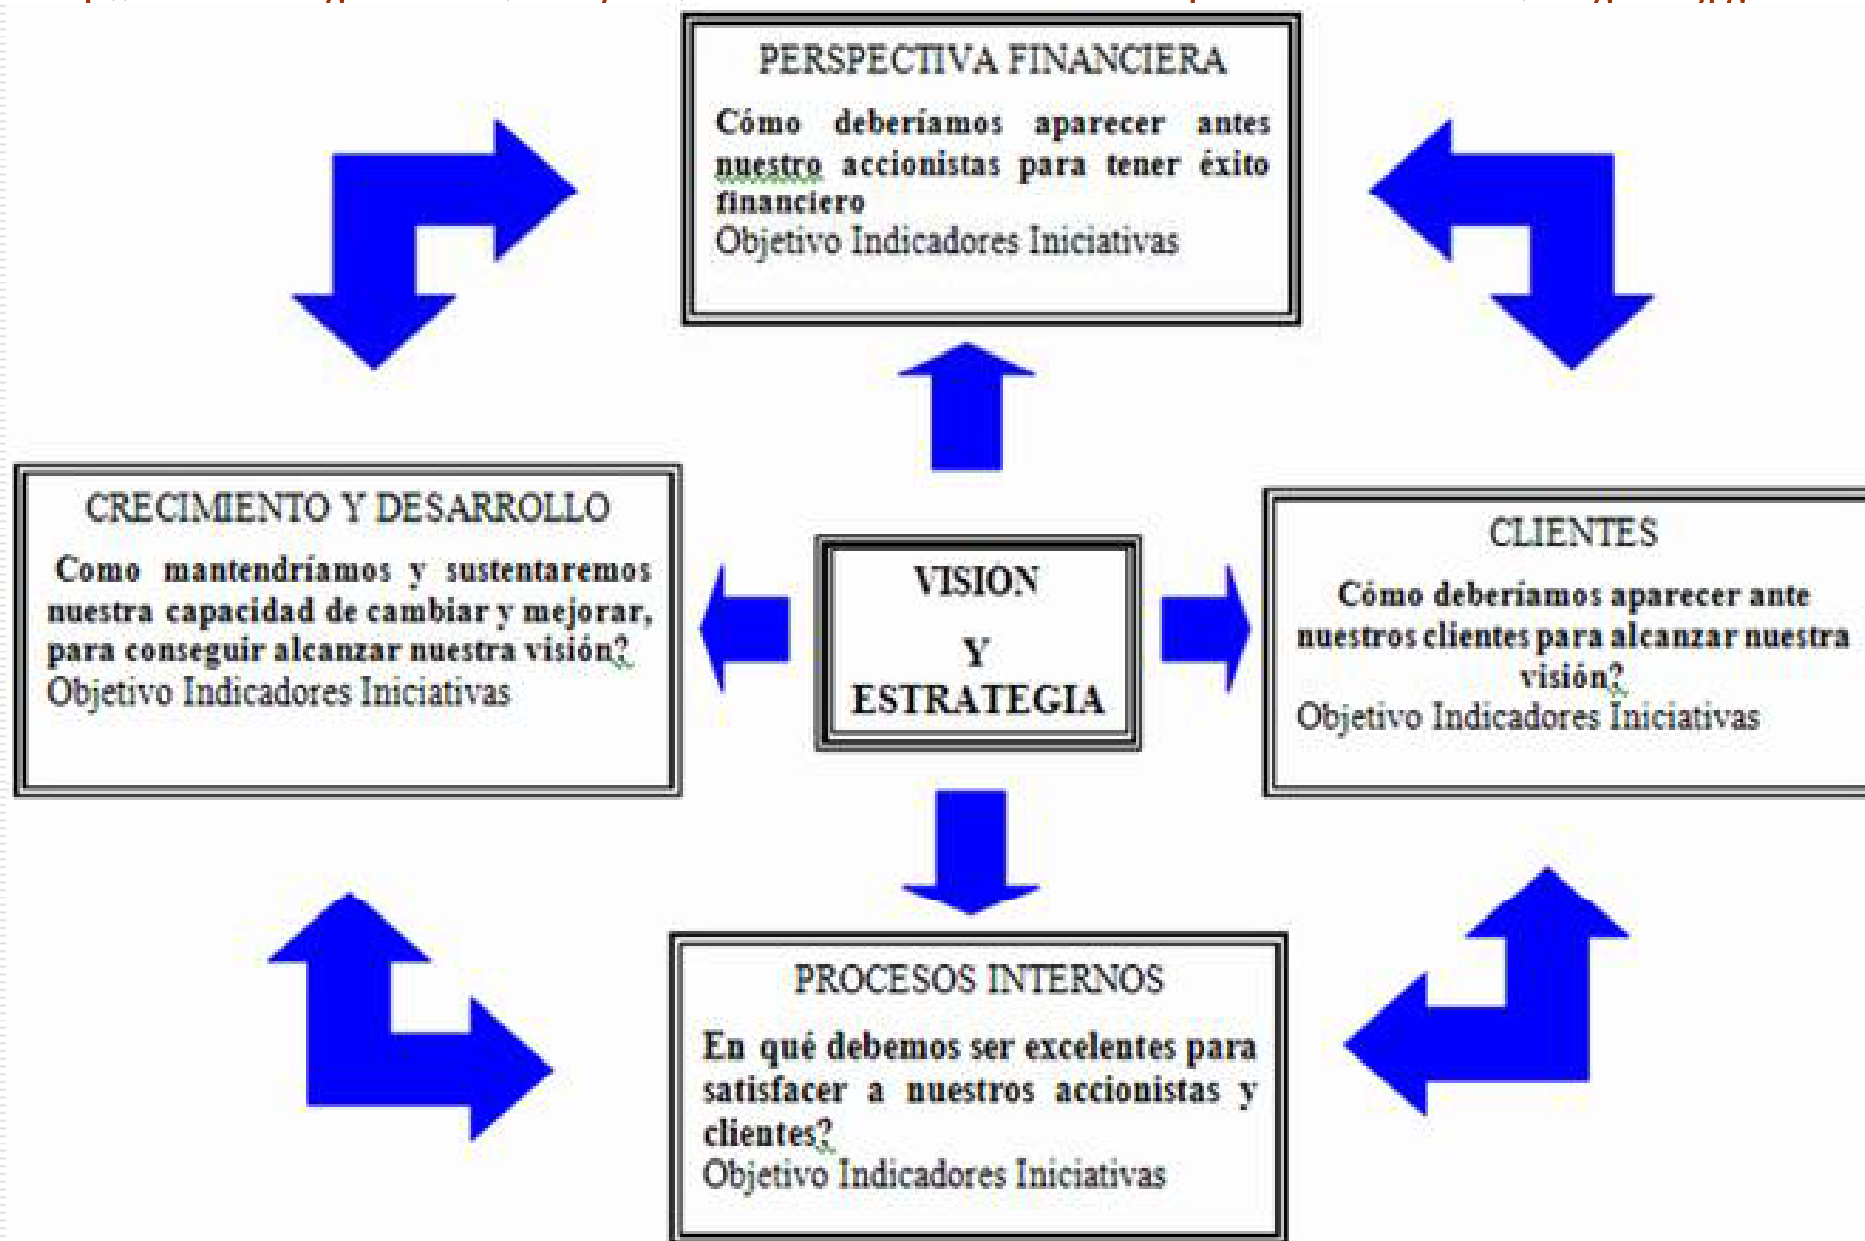 PERSPECTIVA FINANCIERA
Cómo deberíamos aparecer antes
nuestro accionistas para tener éxito
financiero
Objetivo Indicadores Iniciativas
CRECIMIENTO Y DESARROLLO
Como mantendríamos y sustentaremos
nuestra capacidad de cambiar y mejorar,
para conseguir alcanzar nuestra visión?
Objetivo Indicadores Iniciativas
VISION
Y
ESTRATEGIA
CLIENTES
Cómo deberíamos aparecer ante
nuestros clientes para alcanzar nuestra
visión?
Objetivo Indicadores Iniciativas
PROCESOS INTERNOS
En qué debemos ser excelentes para
satisfacer a nuestros accionistas y
clientes?
Objetivo Indicadores Iniciativas